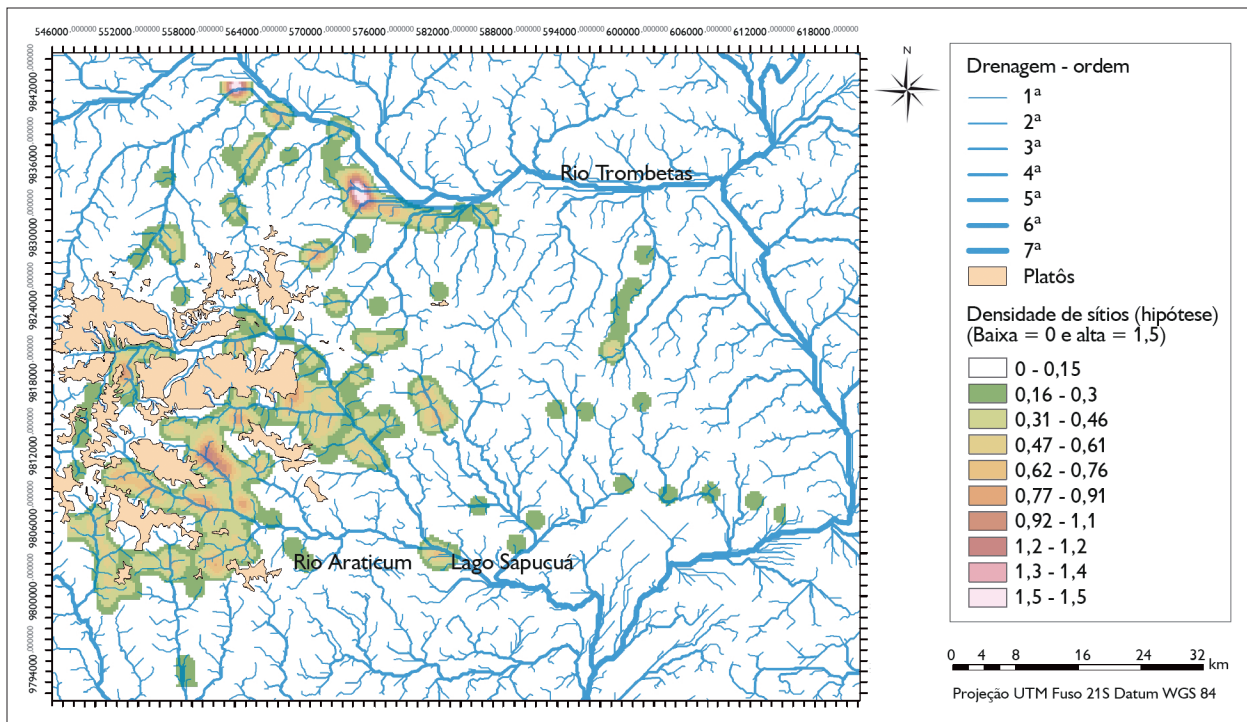 546000,000000 552000,000000 558000,000000 564000,000000 570000,000000 576000,000000 582000,000000 588000,000000 594000,000000 600000,000000 606000,000000 612000,000000 618000,000000
9842000,000000
9836000,000000
9830000,000000
9824000,000000
9818000,000000
9812000,000000
9806000,000000
9800000,000000
9794000,000000
Rio Trombetas
Rio Araticum
Lago Sapucuá
N
Drenagem - ordem
1ª
2ª
3ª
4ª
5ª
6ª
7ª
Platôs
Densidade de sítios (hipótese)
(Baixa = 0 e alta = 1,5)
0 - 0,15
0,16 - 0,3
0,31 - 0,46
0,47 - 0,61
0,62 - 0,76
0,77 - 0,91
0,92 - 1,1
1,2 - 1,2
1,3 - 1,4
1,5 - 1,5
0 4 8 16 24 32 km
Projeção UTM Fuso 21S Datum WGS 84